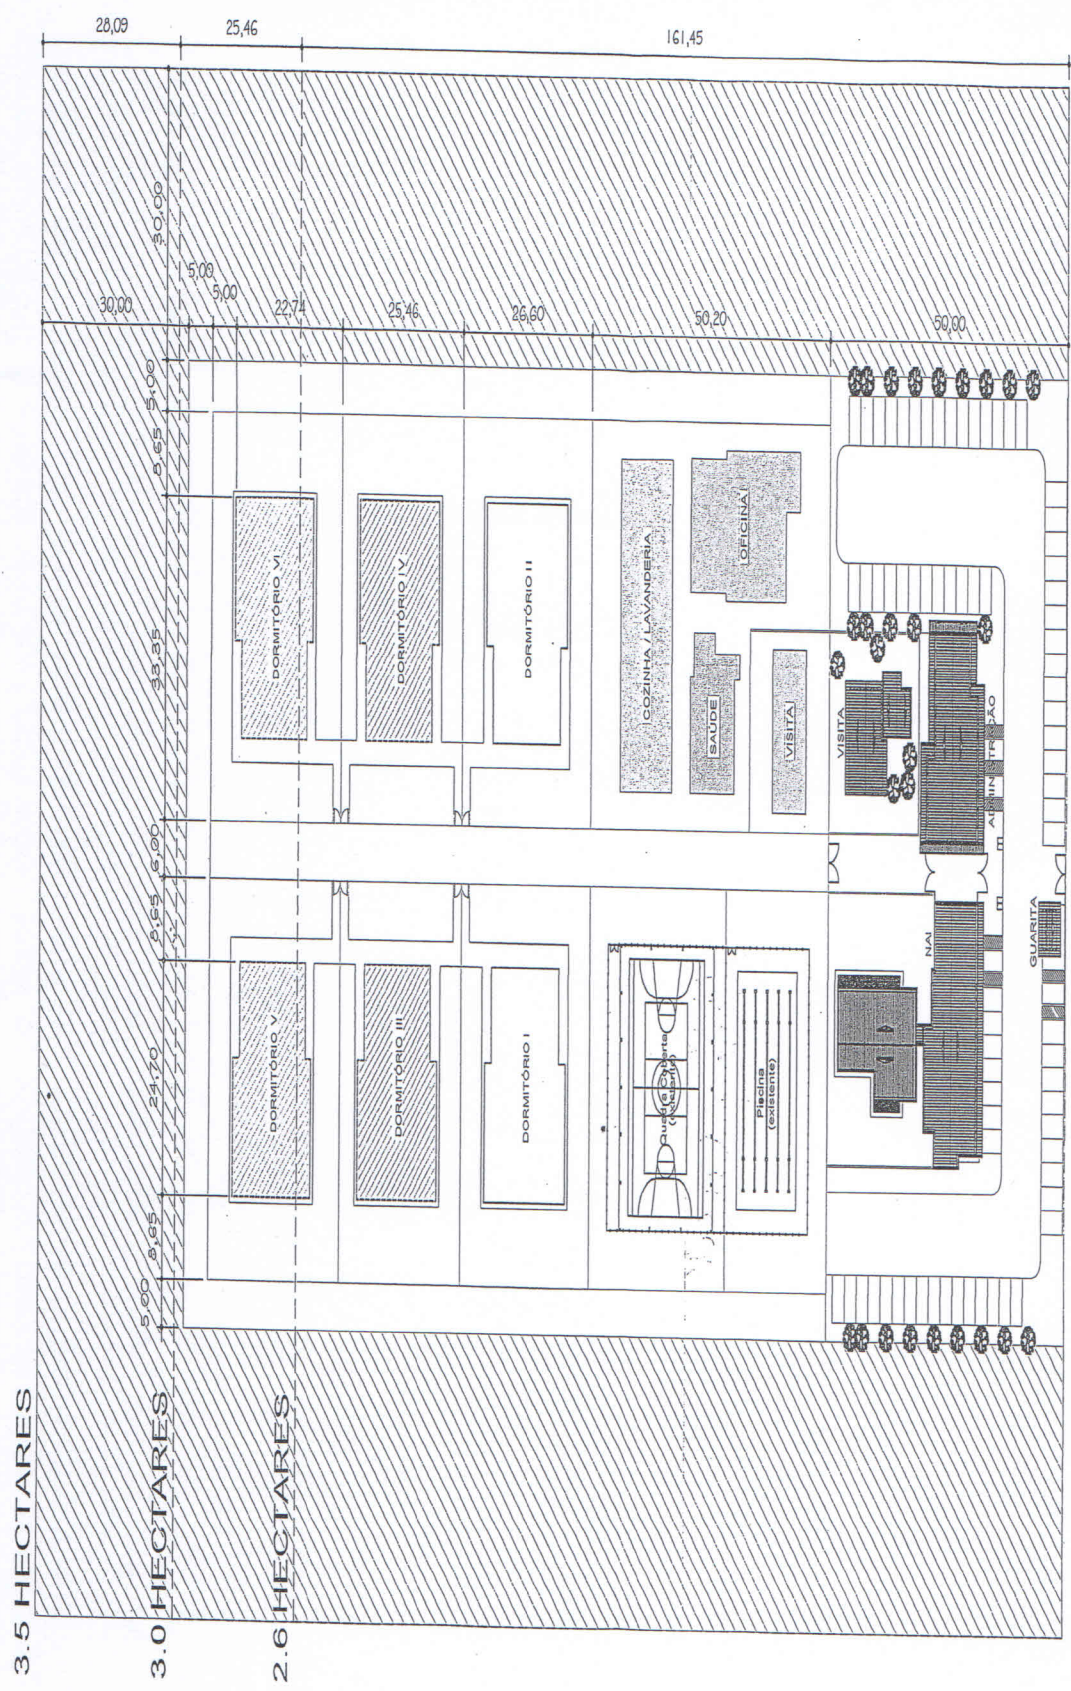 28,09
25,46
161,45
30,00
5,00
5,00
22,71
25,46
26,60
50,20
50,00
30,00
5,00
8,65
33,35
6,00
8,65
24,70
8,65
5,00
DORMITÓRIO VI
DORMITÓRIO IV
DORMITÓRIO II
COZINHA / LAVANDERIA
OFICINA
SAÚDE
VISITA
VISITA
ADMINISTRAÇÃO
DORMITÓRIO V
DORMITÓRIO III
DORMITÓRIO I
Quadra Coberta
(existente)
Piscina
(existente)
NAI
GUARITA
3.5 HECTARES
3.0 HECTARES
2.6 HECTARES